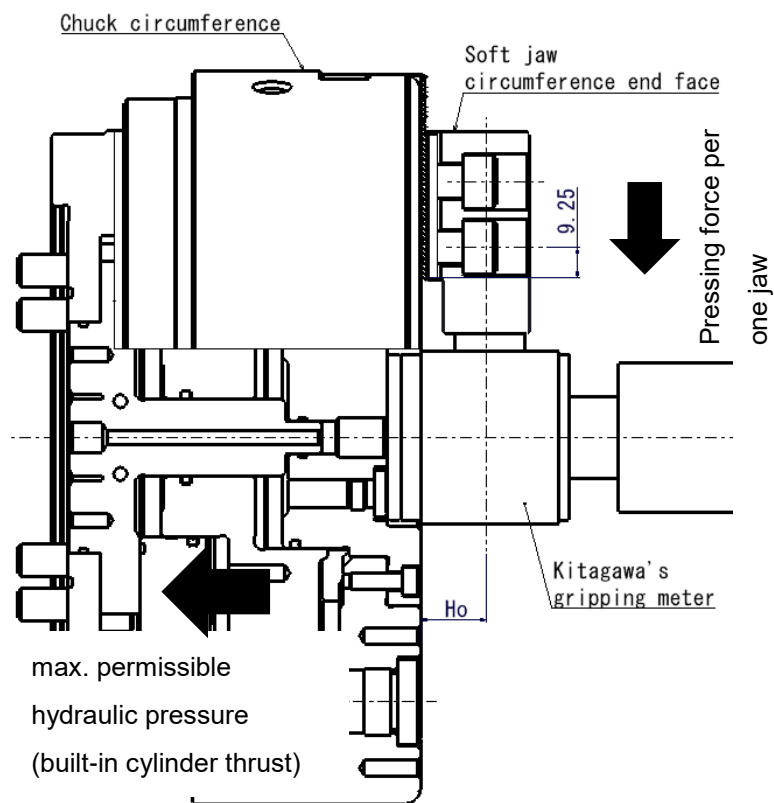 Chuck circumference
Soft jaw
circumference end face
9.25
Pressing force per
one jaw
Kitagawa's
gripping meter
Ho
max. permissible
hydraulic pressure
(built-in cylinder thrust)